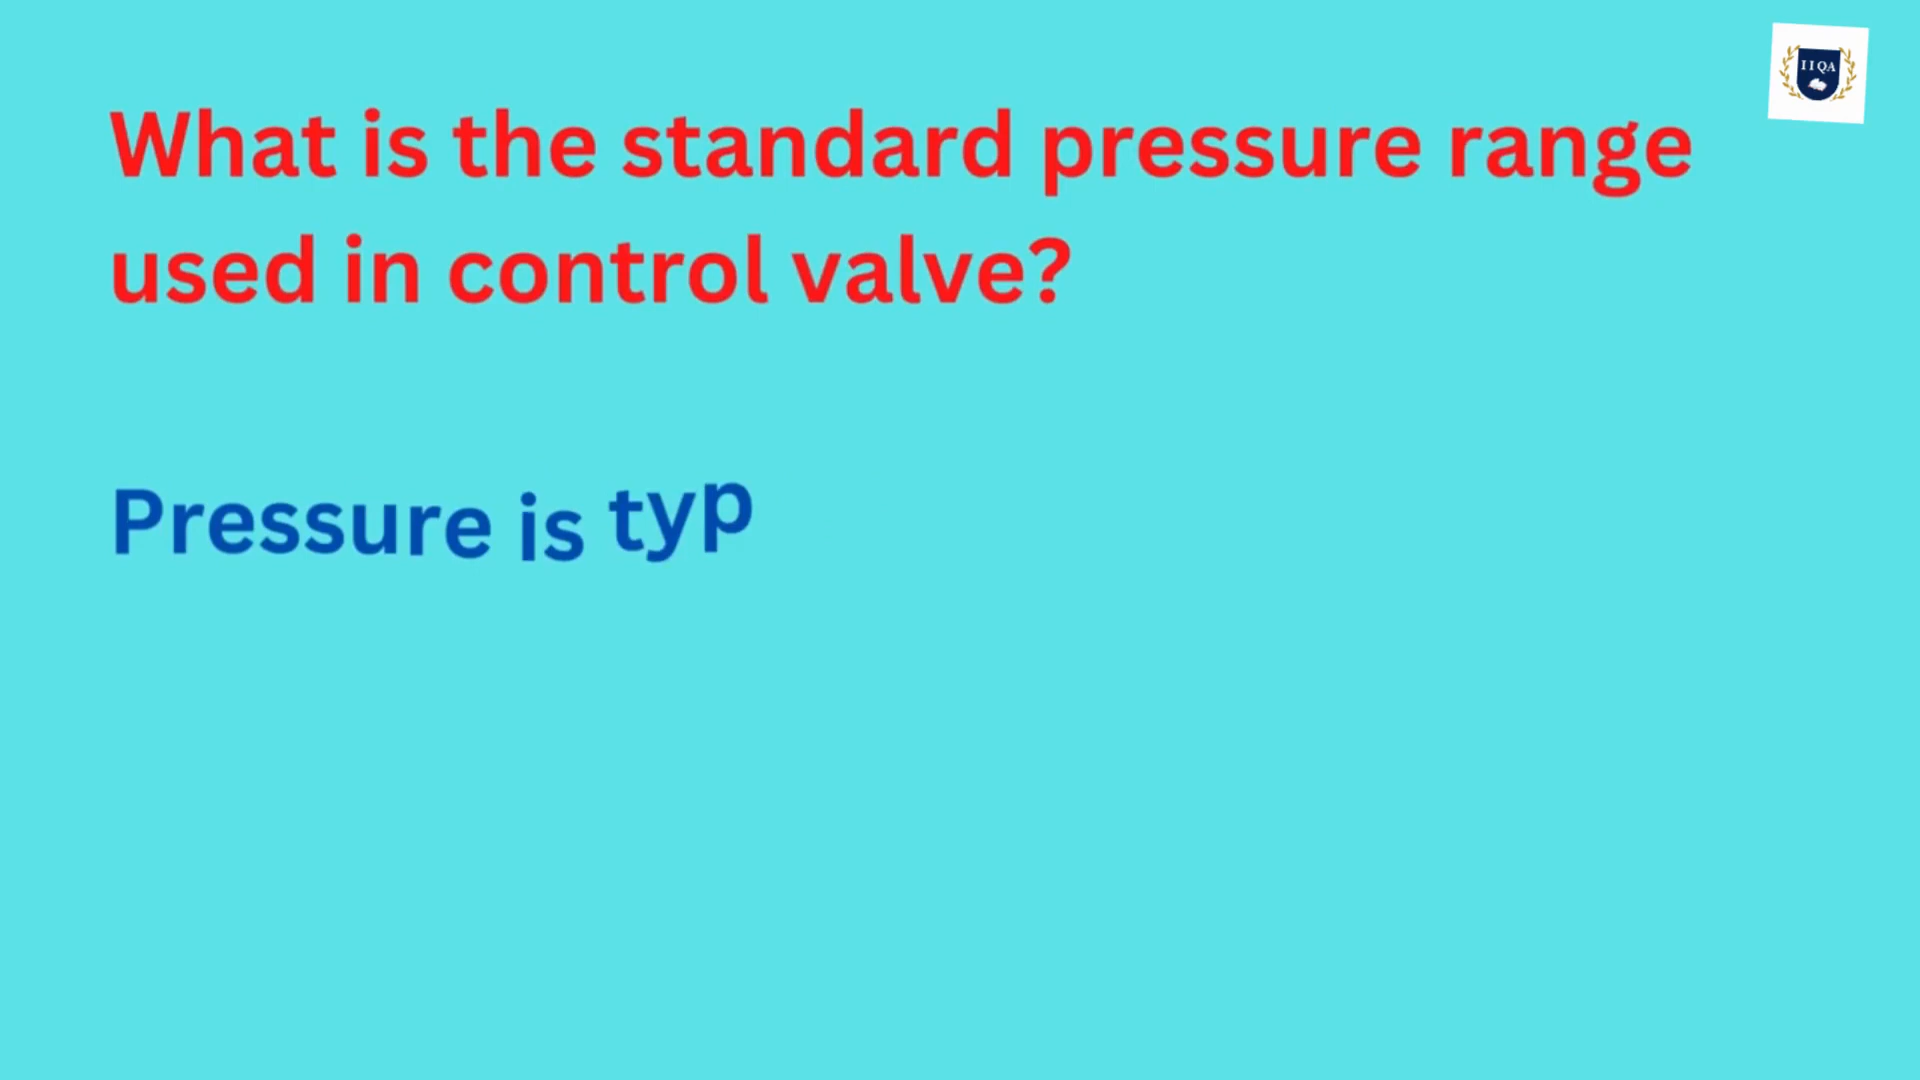 IIQA
What is the standard pressure range
used in control valve?
Pressure is typ